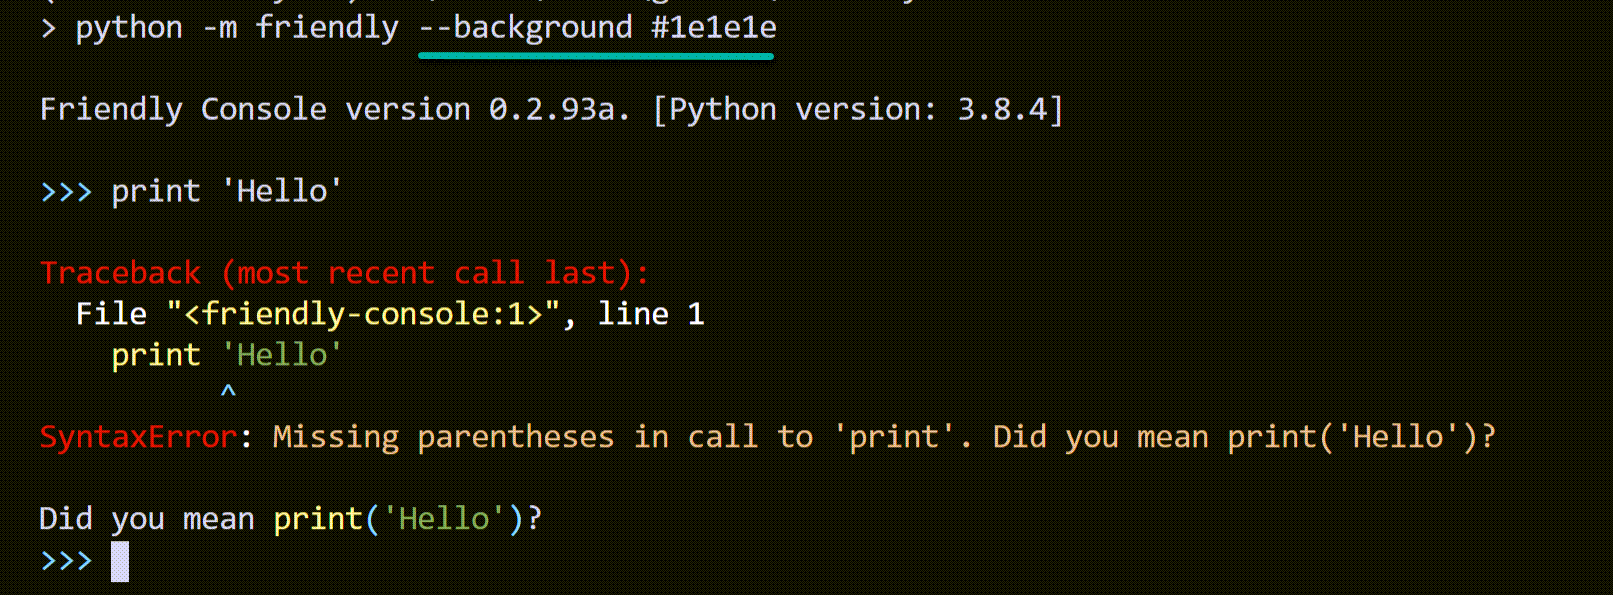 > python -m friendly --background #1e1e1e
Friendly Console version 0.2.93a. [Python version: 3.8.4]
>>> print 'Hello'
Traceback (most recent call last):
  File "<friendly-console:1>", line 1
    print 'Hello'
          ^
SyntaxError: Missing parentheses in call to 'print'. Did you mean print('Hello')?
Did you mean print('Hello')?
>>>